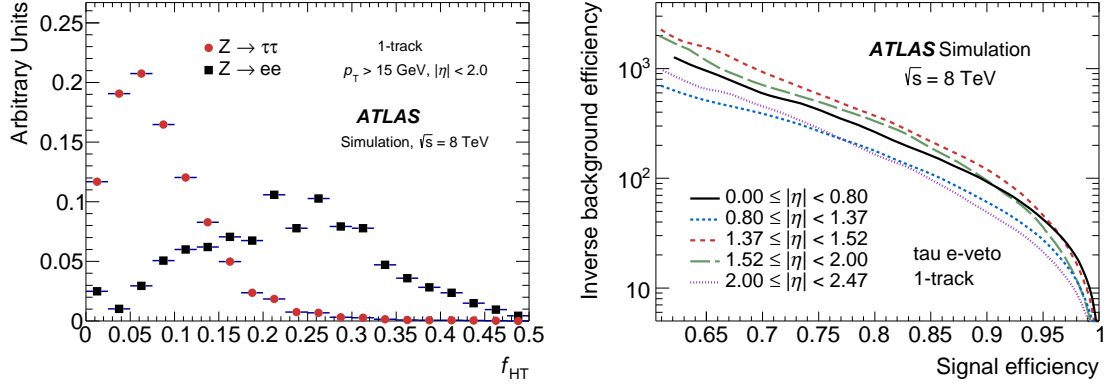 Arbitrary Units
0.25
0.2
0.15
0.1
0.05
0
Z → ττ
Z → ee
1-track
p_T > 15 GeV, |η| < 2.0
ATLAS
Simulation, √s = 8 TeV
0 0.05 0.1 0.15 0.2 0.25 0.3 0.35 0.4 0.45 0.5
f_HT
Inverse background efficiency
10³
10²
10
ATLAS Simulation
√s = 8 TeV
0.00 ≤ |η| < 0.80
0.80 ≤ |η| < 1.37
1.37 ≤ |η| < 1.52
1.52 ≤ |η| < 2.00
2.00 ≤ |η| < 2.47
tau e-veto
1-track
0.65 0.7 0.75 0.8 0.85 0.9 0.95 1
Signal efficiency